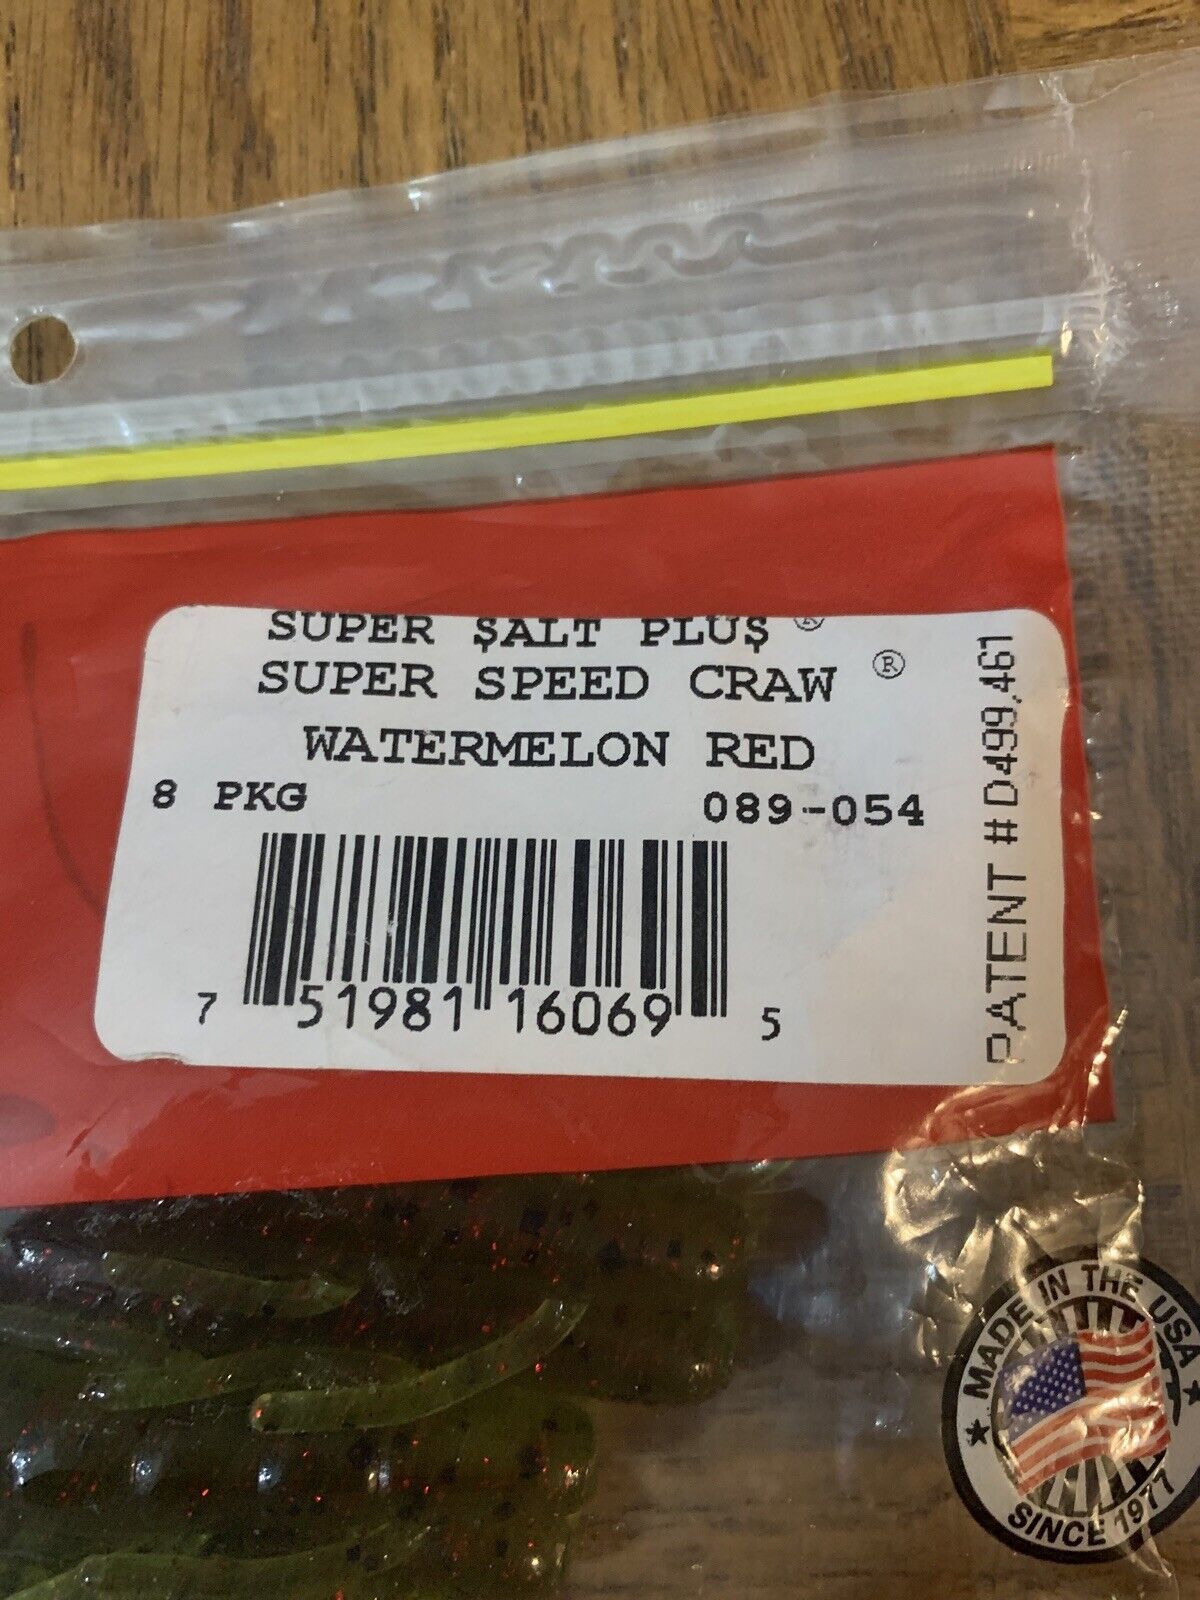 SUPER $ALT PLU$ ®
SUPER SPEED CRAW ®
WATERMELON RED
8 PKG
089-054
7 51981 16069 5
PATENT # D499,461
MADE IN THE USA
SINCE 1977